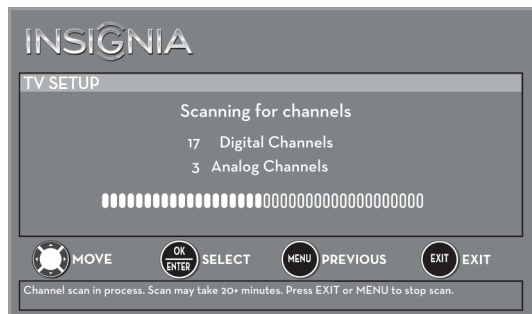 INSIGNIA
TV SETUP
Scanning for channels
17 Digital Channels
3 Analog Channels
MOVE OK ENTER SELECT MENU PREVIOUS EXIT EXIT
Channel scan in process. Scan may take 20+ minutes. Press EXIT or MENU to stop scan.